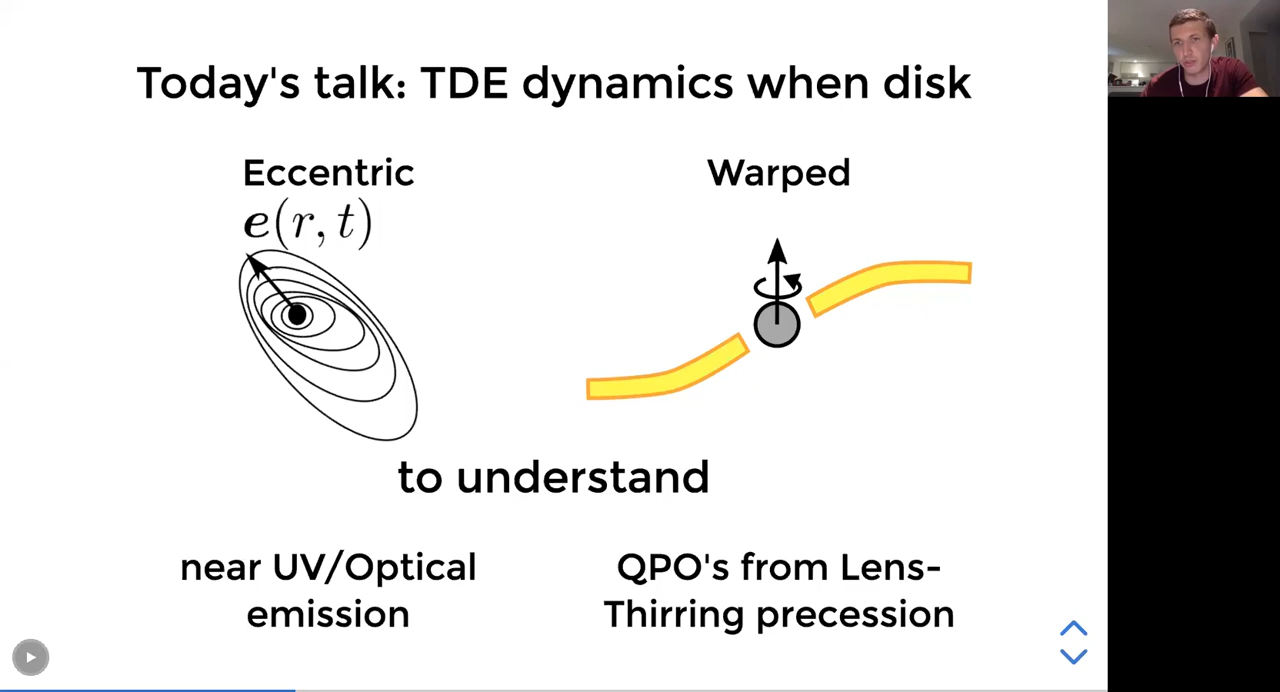 Today's talk: TDE dynamics when disk
Eccentric
e(r, t)
Warped
to understand
near UV/Optical
emission
QPO's from Lens-
Thirring precession